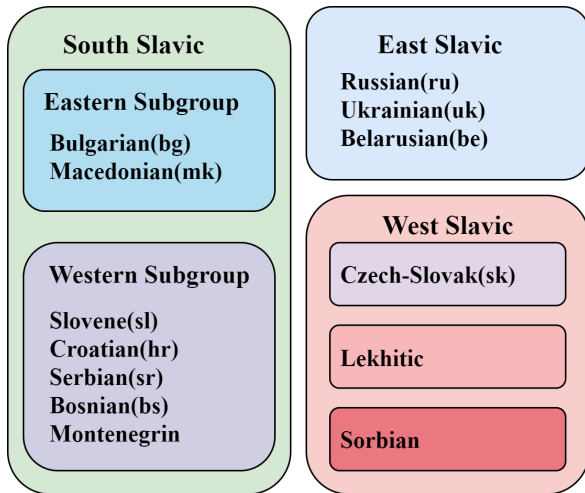 South Slavic
Eastern Subgroup
Bulgarian(bg)
Macedonian(mk)
Western Subgroup
Slovene(sl)
Croatian(hr)
Serbian(sr)
Bosnian(bs)
Montenegrin
East Slavic
Russian(ru)
Ukrainian(uk)
Belarusian(be)
West Slavic
Czech-Slovak(sk)
Lekhitic
Sorbian